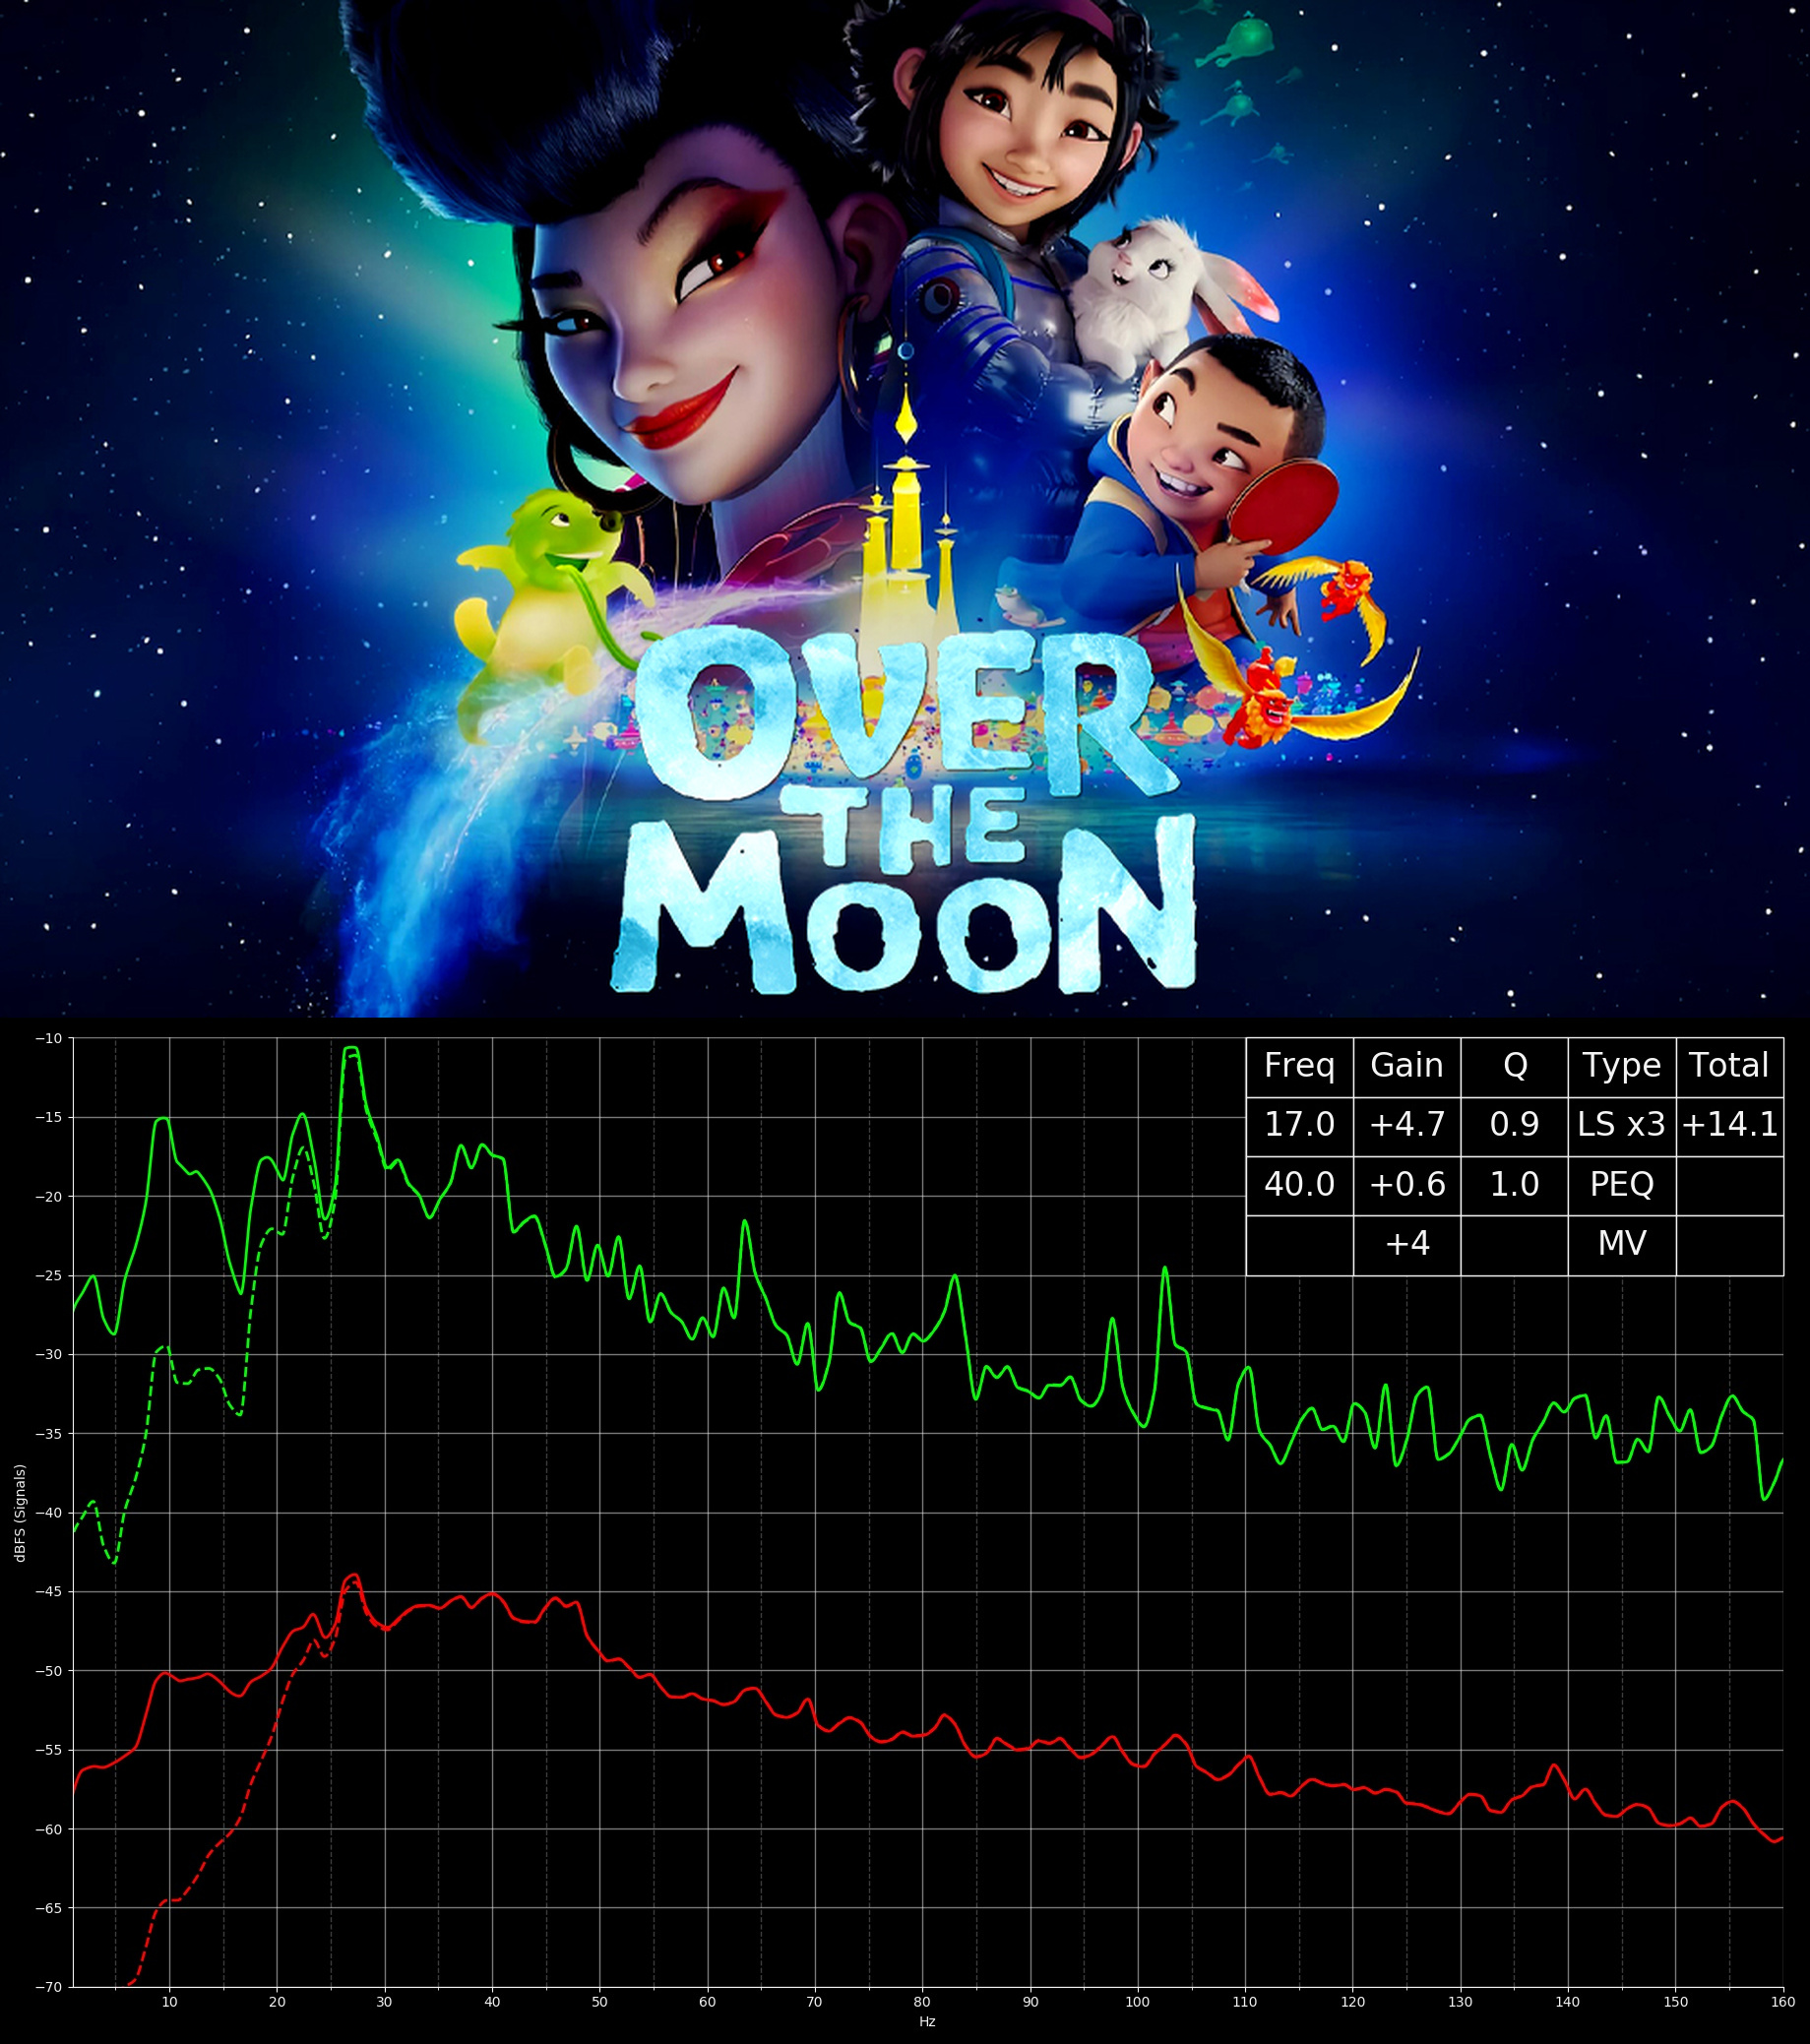 OVER
THE
MOON
Freq Gain Q Type Total
17.0 +4.7 0.9 LS x3 +14.1
40.0 +0.6 1.0 PEQ
+4 MV
−10
−15
−20
−25
−30
−35
−40
−45
−50
−55
−60
−65
−70
dBFS (Signals)
10 20 30 40 50 60 70 80 90 100 110 120 130 140 150 160
Hz